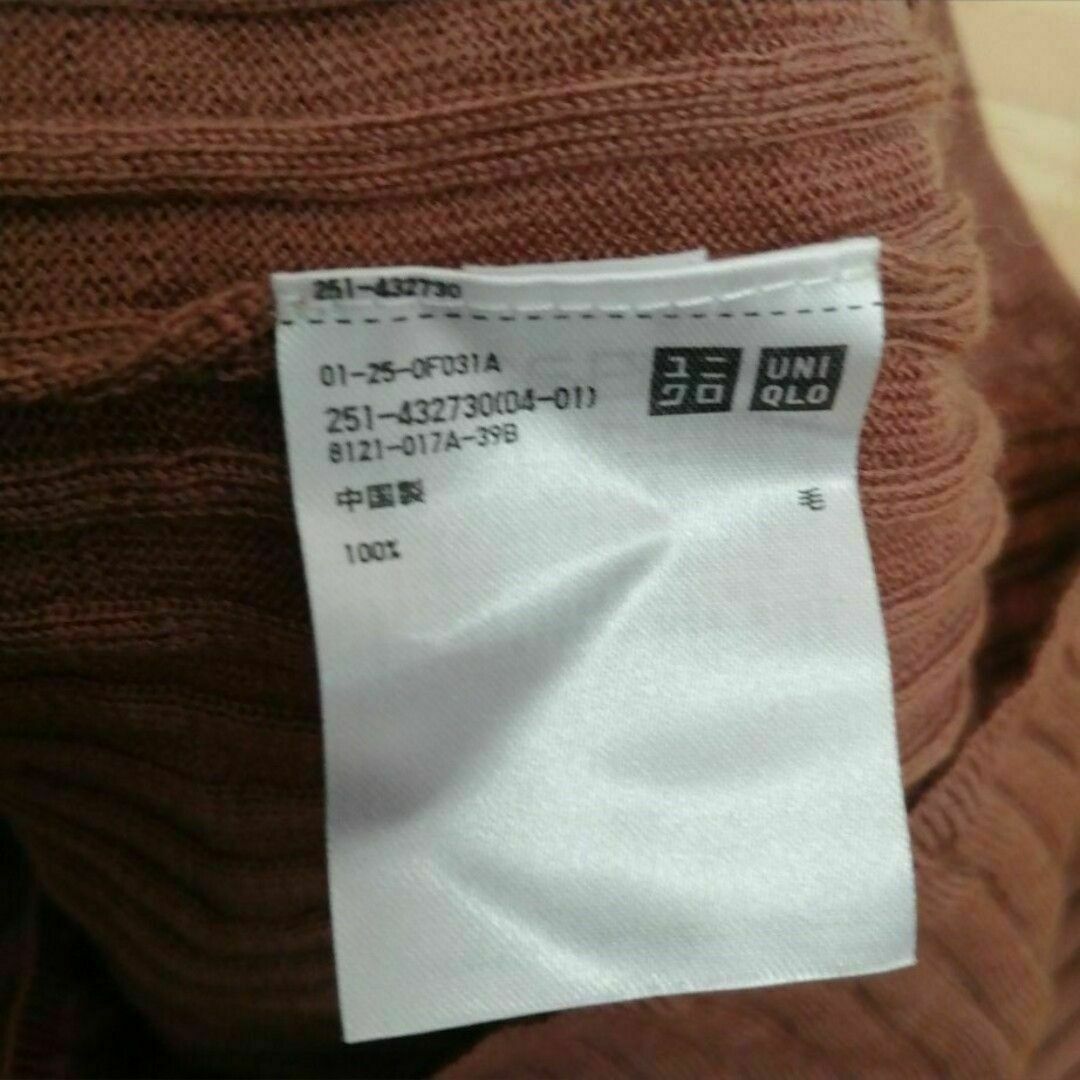 251-432730
01-25-0F031A
251-432730(04-01)
8121-017A-39B
ユニ
クロ
UNI
QLO
中国製 毛
100%